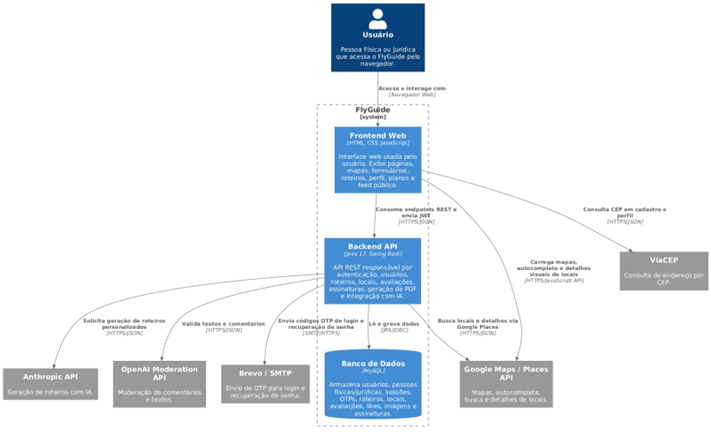 Usuário
Pessoa Física ou Jurídica
que acessa o FlyGuide pelo
navegador.
Acessa e interage com
[Navegador Web]
FlyGuide
[system]
Frontend Web
[HTML, CSS, JavaScript]
Interface web usada pelo
usuário. Exibe páginas,
mapas, formulários,
roteiros, perfil, planos e
feed público.
Consome endpoints REST e
envia JWT
[HTTPS/JSON]
Consulta CEP em cadastro e
perfil
[HTTPS/JSON]
Carrega mapas,
autocomplete e detalhes
visuais de locais
[HTTPS/JavaScript API]
ViaCEP
Consulta de endereço por
CEP.
Backend API
[Java 17, Spring Boot]
API REST responsável por
autenticação, usuários,
roteiros, locais, avaliações,
assinaturas, geração de PDF
e integração com IA.
Solicita geração de roteiros
personalizados
[HTTPS/JSON]
Valida textos e comentários
[HTTPS/JSON]
Envia códigos OTP de login e
recuperação de senha
[SMTP/HTTPS]
Lê e grava dados
[JPA/JDBC]
Busca locais e detalhes via
Google Places
[HTTPS/JSON]
Anthropic API
Geração de roteiros com IA.
OpenAI Moderation
API
Moderação de comentários
e textos.
Brevo / SMTP
Envio de OTP para login e
recuperação de senha.
Banco de Dados
[MySQL]
Armazena usuários, pessoas
físicas/jurídicas, sessões,
OTPs, roteiros, locais,
avaliações, likes, imagens e
assinaturas.
Google Maps / Places
API
Mapas, autocomplete,
busca e detalhes de locais.